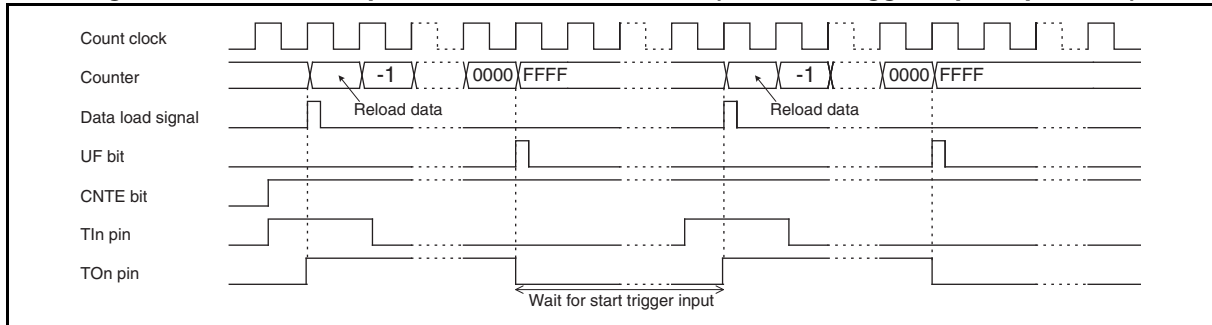 Count clock
Counter
-1
0000
FFFF
-1
0000
FFFF
Reload data
Reload data
Data load signal
UF bit
CNTE bit
TIn pin
TOn pin
Wait for start trigger input